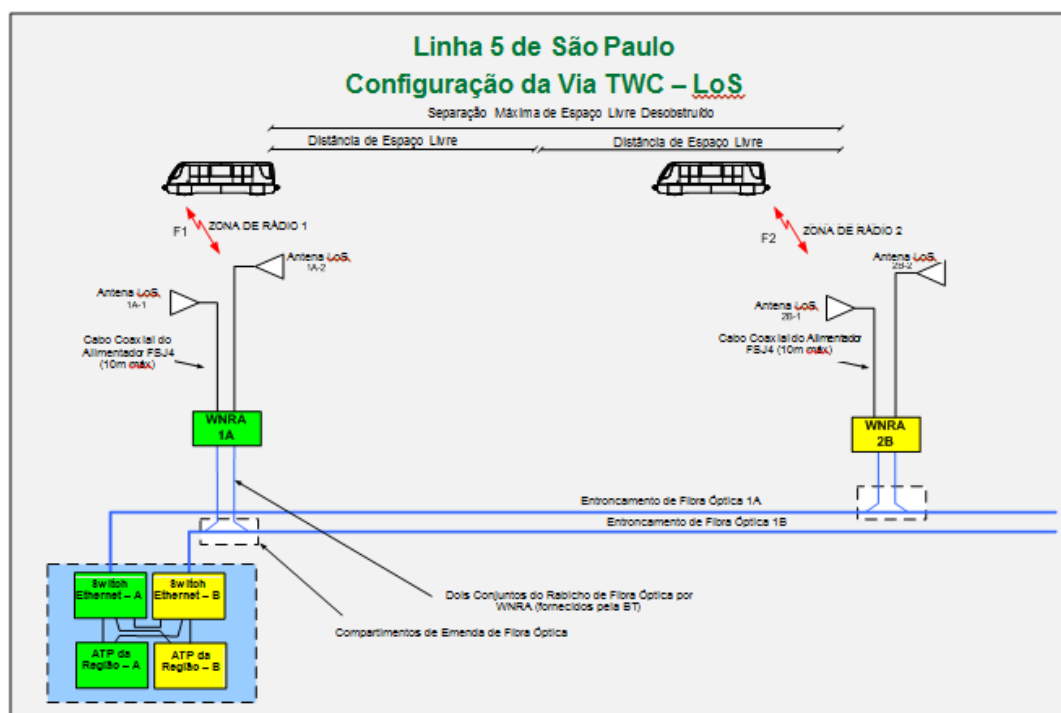 Linha 5 de São Paulo
Configuração da Via TWC – LoS
Separação Máxima de Espaço Livre Desobstruído
Distância de Espaço Livre
Distância de Espaço Livre
F1
ZONA DE RÁDIO 1
F2
ZONA DE RÁDIO 2
Antena LoS
1A-2
Antena LoS
2B-2
Antena LoS
1A-1
Antena LoS
2B-1
Cabo Coaxial do
Alimentador FSJ4
(10m máx)
Cabo Coaxial do Alimentador
FSJ4 (10m máx)
WNRA
1A
WNRA
2B
Entroncamento de Fibra Óptica 1A
Entroncamento de Fibra Óptica 1B
Switch
Ethernet – A
Switch
Ethernet – B
ATP da
Região – A
ATP da
Região – B
Dois Conjuntos do Rabicho de Fibra Óptica por
WNRA (fornecidos pela BT)
Compartimentos de Emenda de Fibra Óptica